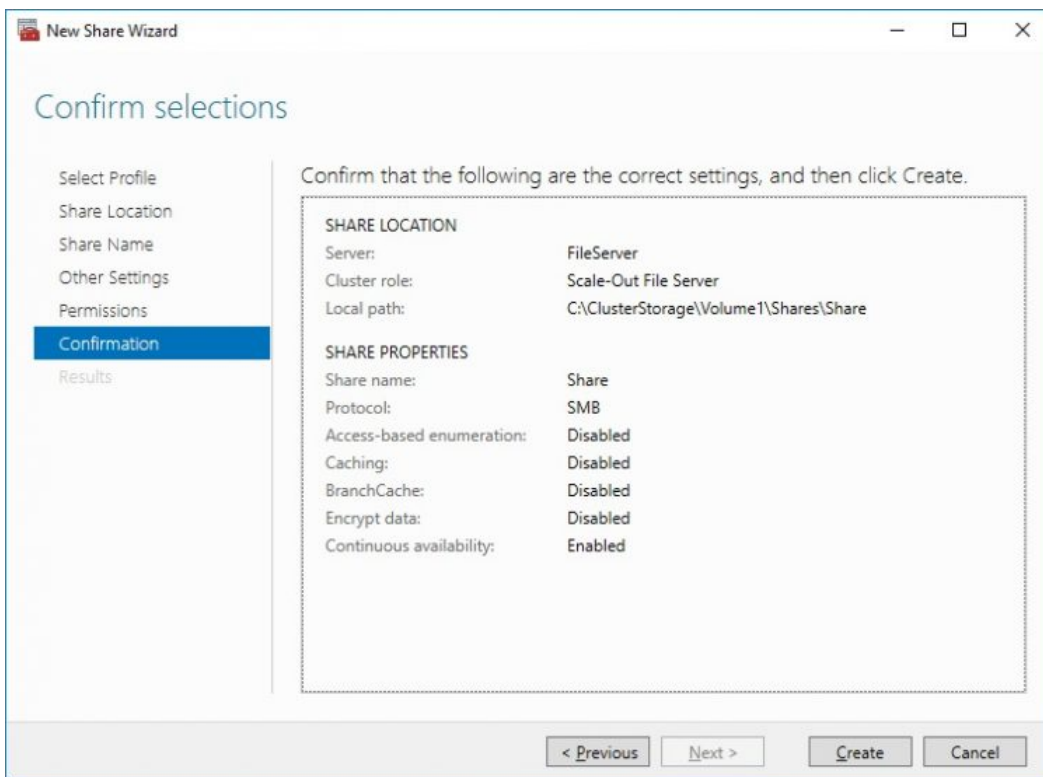 New Share Wizard
Confirm selections
Select Profile
Share Location
Share Name
Other Settings
Permissions
Confirmation
Results
Confirm that the following are the correct settings, and then click Create.
SHARE LOCATION
Server: FileServer
Cluster role: Scale-Out File Server
Local path: C:\ClusterStorage\Volume1\Shares\Share
SHARE PROPERTIES
Share name: Share
Protocol: SMB
Access-based enumeration: Disabled
Caching: Disabled
BranchCache: Disabled
Encrypt data: Disabled
Continuous availability: Enabled
< Previous Next > Create Cancel